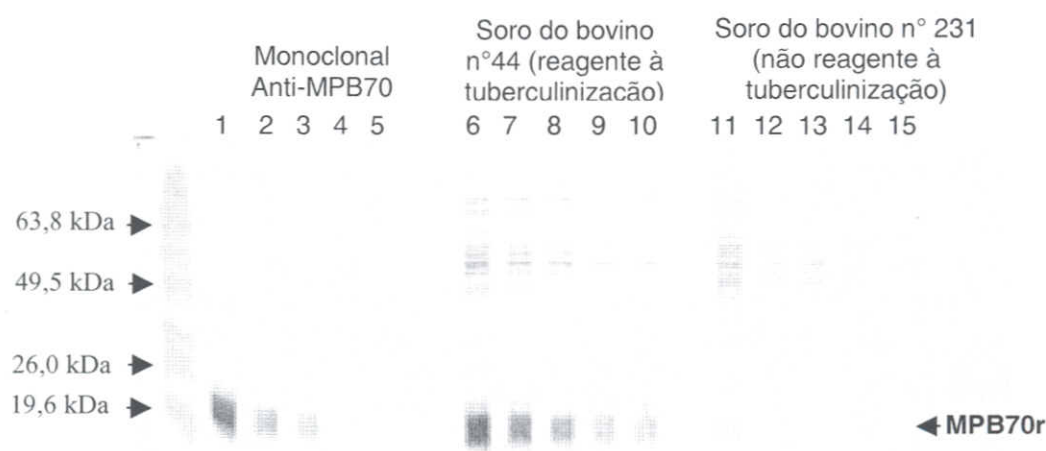 Monoclonal
Anti-MPB70
Soro do bovino
n°44 (reagente à
tuberculinização)
Soro do bovino n° 231
(não reagente à
tuberculinização)
1 2 3 4 5 6 7 8 9 10 11 12 13 14 15
63,8 kDa
49,5 kDa
26,0 kDa
19,6 kDa
MPB70r